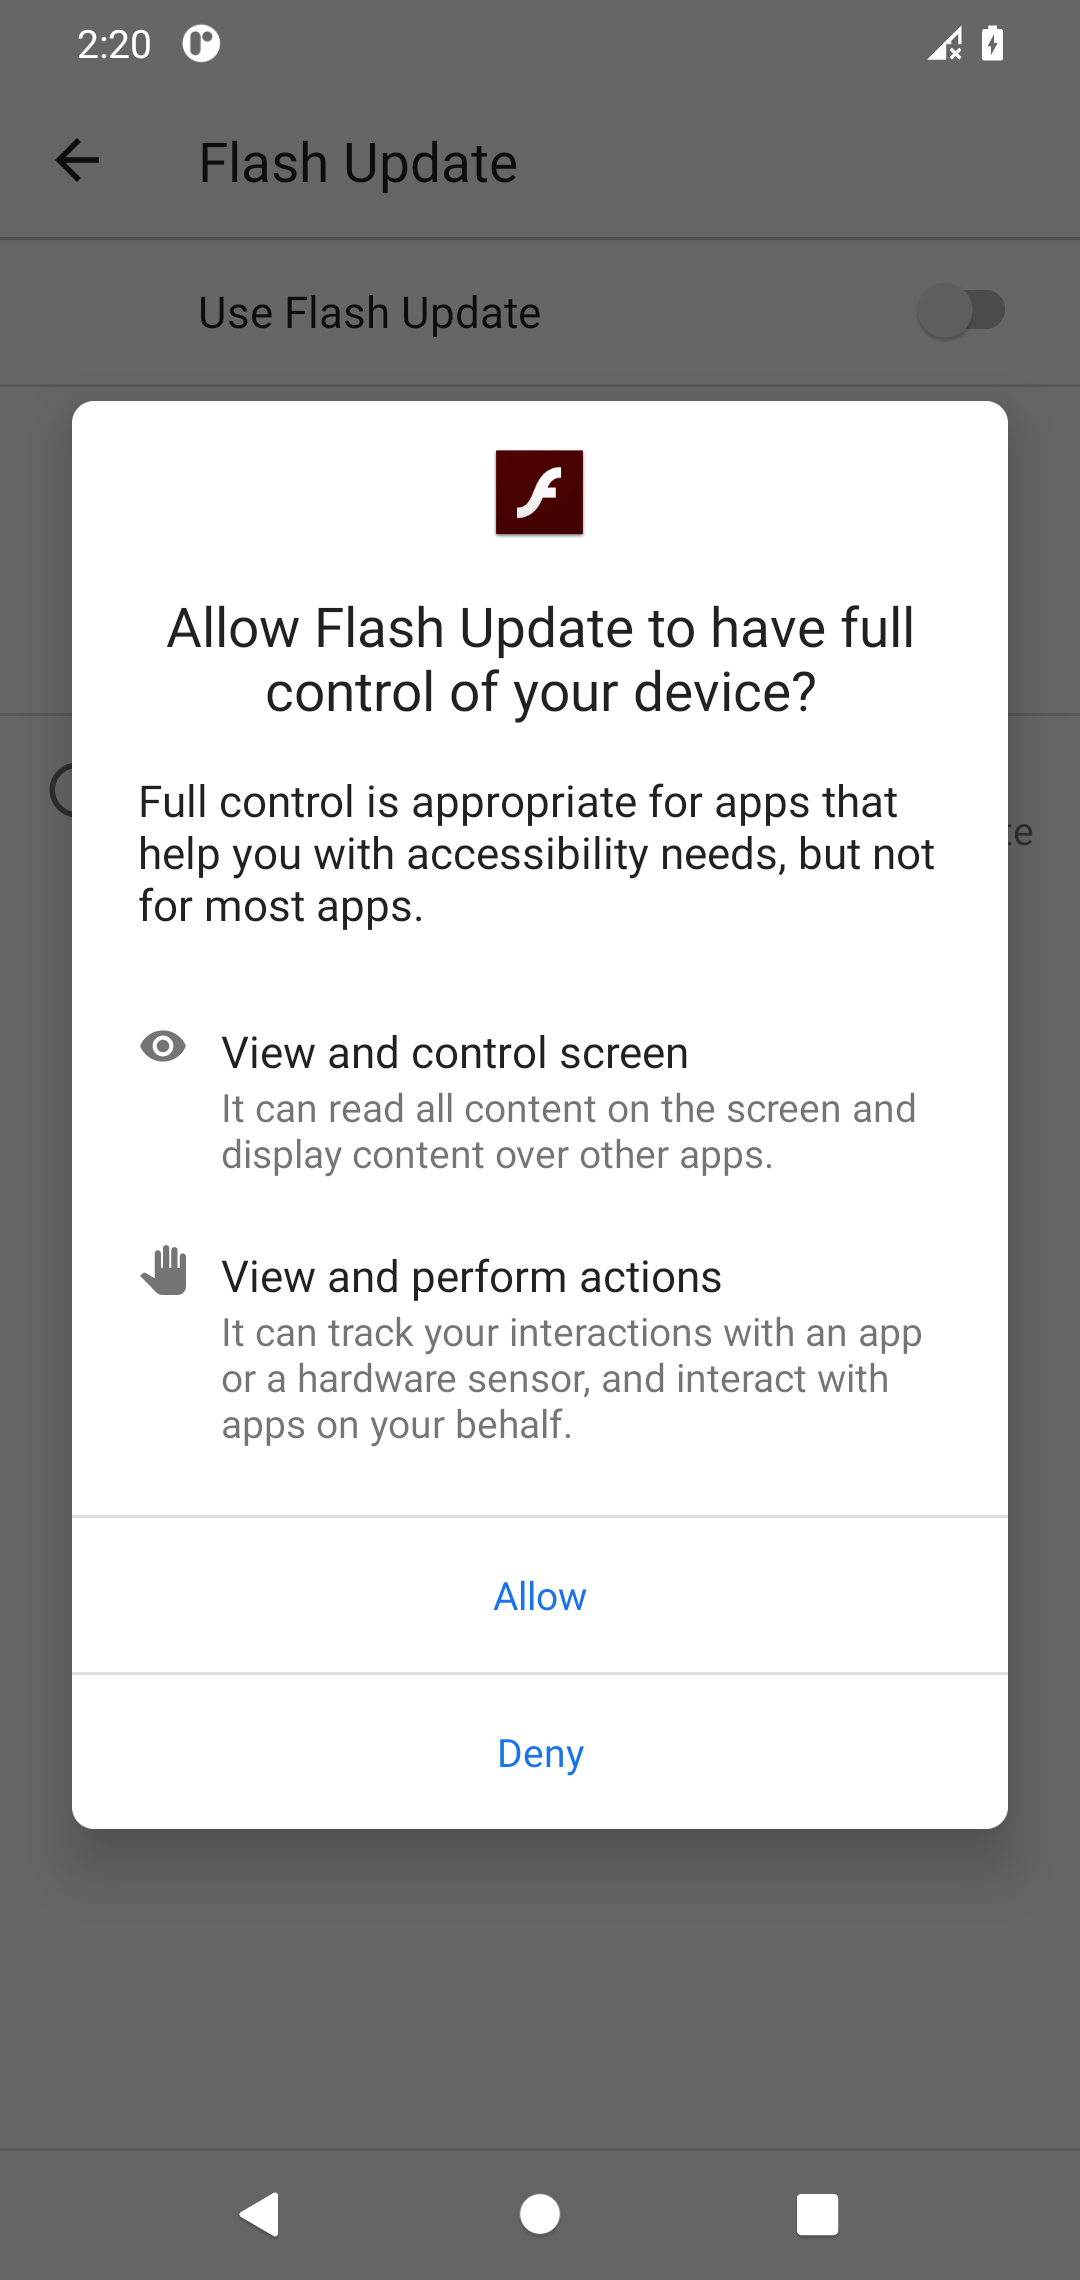 2:20
Flash Update
Use Flash Update
Allow Flash Update to have full
control of your device?
Full control is appropriate for apps that
help you with accessibility needs, but not
for most apps.
te
View and control screen
It can read all content on the screen and
display content over other apps.
View and perform actions
It can track your interactions with an app
or a hardware sensor, and interact with
apps on your behalf.
Allow
Deny